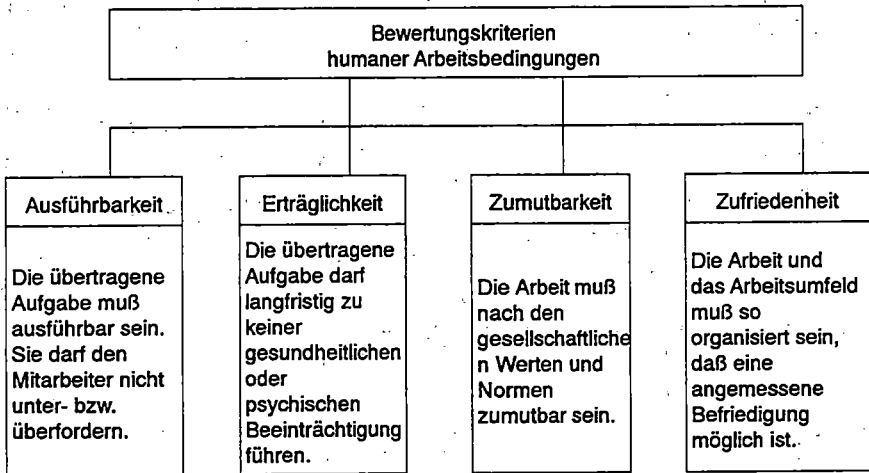 Bewertungskriterien
humaner Arbeitsbedingungen
Ausführbarkeit
Die übertragene
Aufgabe muß
ausführbar sein.
Sie darf den
Mitarbeiter nicht
unter- bzw.
überfordern.
Erträglichkeit
Die übertragene
Aufgabe darf
langfristig zu
keiner
gesundheitlichen
oder
psychischen
Beeinträchtigung
führen.
Zumutbarkeit
Die Arbeit muß
nach den
gesellschaftliche
n Werten und
Normen
zumutbar sein.
Zufriedenheit
Die Arbeit und
das Arbeitsumfeld
muß so
organisiert sein,
daß eine
angemessene
Befriedigung
möglich ist.